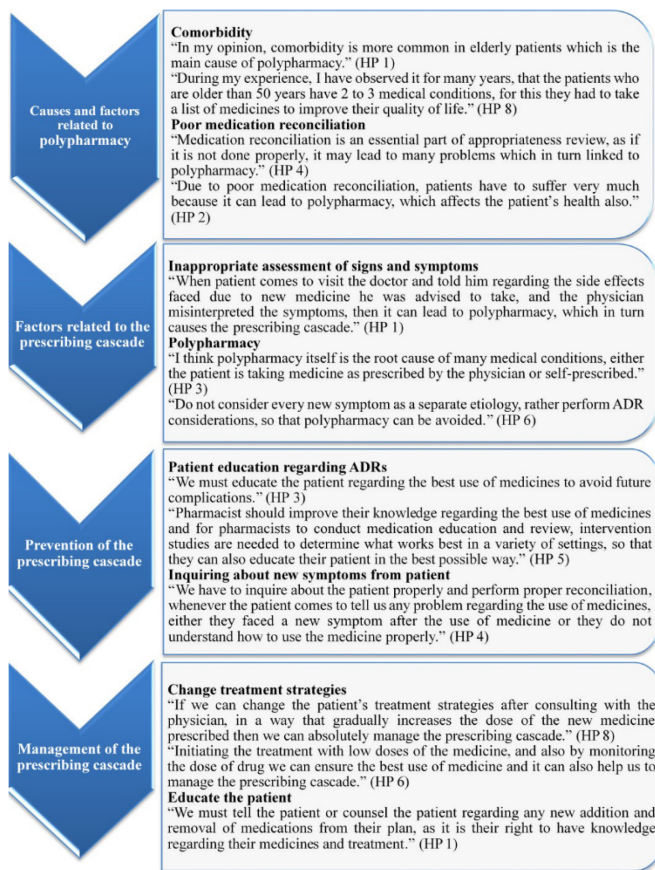 Causes and factors
related to
polypharmacy
Comorbidity
“In my opinion, comorbidity is more common in elderly patients which is the
main cause of polypharmacy.” (HP 1)
“During my experience, I have observed it for many years, that the patients who
are older than 50 years have 2 to 3 medical conditions, for this they had to take
a list of medicines to improve their quality of life.” (HP 8)
Poor medication reconciliation
“Medication reconciliation is an essential part of appropriateness review, as if
it is not done properly, it may lead to many problems which in turn linked to
polypharmacy.” (HP 4)
“Due to poor medication reconciliation, patients have to suffer very much
because it can lead to polypharmacy, which affects the patient’s health also.”
(HP 2)
Factors related to the
prescribing cascade
Inappropriate assessment of signs and symptoms
“When patient comes to visit the doctor and told him regarding the side effects
faced due to new medicine he was advised to take, and the physician
misinterpreted the symptoms, then it can lead to polypharmacy, which in turn
causes the prescribing cascade.” (HP 1)
Polypharmacy
“I think polypharmacy itself is the root cause of many medical conditions, either
the patient is taking medicine as prescribed by the physician or self-prescribed.”
(HP 3)
“Do not consider every new symptom as a separate etiology, rather perform ADR
considerations, so that polypharmacy can be avoided.” (HP 6)
Prevention of the
prescribing cascade
Patient education regarding ADRs
“We must educate the patient regarding the best use of medicines to avoid future
complications.” (HP 3)
“Pharmacist should improve their knowledge regarding the best use of medicines
and for pharmacists to conduct medication education and review, intervention
studies are needed to determine what works best in a variety of settings, so that
they can also educate their patient in the best possible way.” (HP 5)
Inquiring about new symptoms from patient
“We have to inquire about the patient properly and perform proper reconciliation,
whenever the patient comes to tell us any problem regarding the use of medicines,
either they faced a new symptom after the use of medicine or they do not
understand how to use the medicine properly.” (HP 4)
Management of the
prescribing cascade
Change treatment strategies
“If we can change the patient’s treatment strategies after consulting with the
physician, in a way that gradually increases the dose of the new medicine
prescribed then we can absolutely manage the prescribing cascade.” (HP 8)
“Initiating the treatment with low doses of the medicine, and also by monitoring
the dose of drug we can ensure the best use of medicine and it can also help us to
manage the prescribing cascade.” (HP 6)
Educate the patient
“We must tell the patient or counsel the patient regarding any new addition and
removal of medications from their plan, as it is their right to have knowledge
regarding their medicines and treatment.” (HP 1)